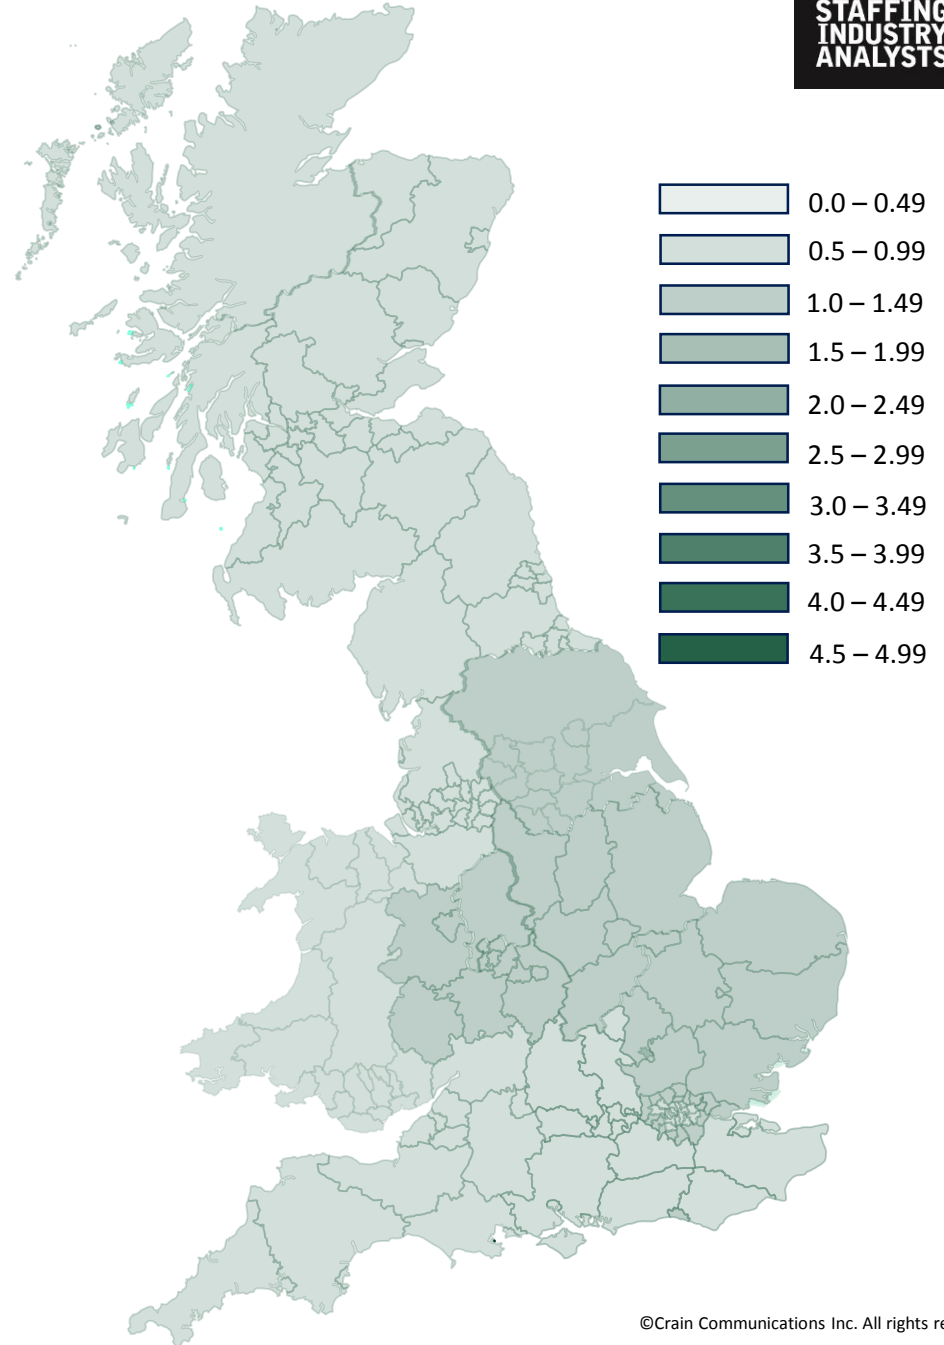 STAFFING
INDUSTRY
ANALYSTS
0.0 – 0.49
0.5 – 0.99
1.0 – 1.49
1.5 – 1.99
2.0 – 2.49
2.5 – 2.99
3.0 – 3.49
3.5 – 3.99
4.0 – 4.49
4.5 – 4.99
©Crain Communications Inc. All rights re